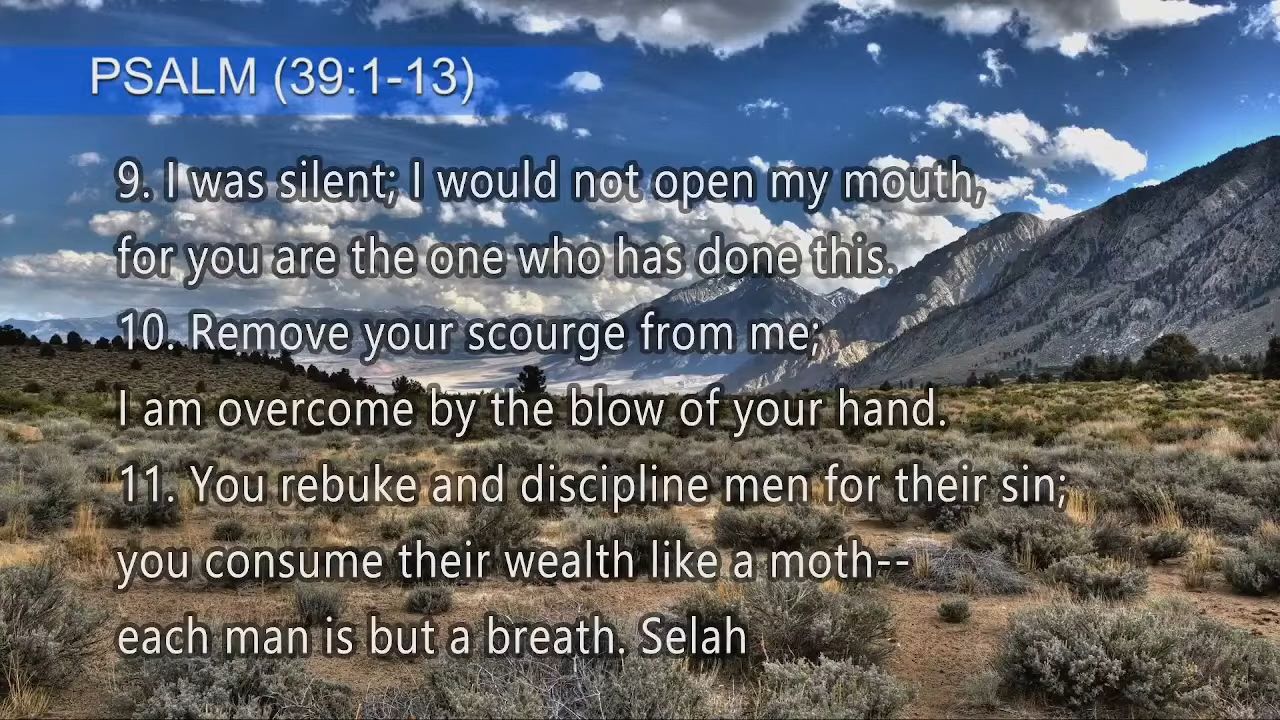 PSALM (39:1-13)
9. I was silent; I would not open my mouth,
for you are the one who has done this.
10. Remove your scourge from me;
I am overcome by the blow of your hand.
11. You rebuke and discipline men for their sin;
you consume their wealth like a moth--
each man is but a breath. Selah